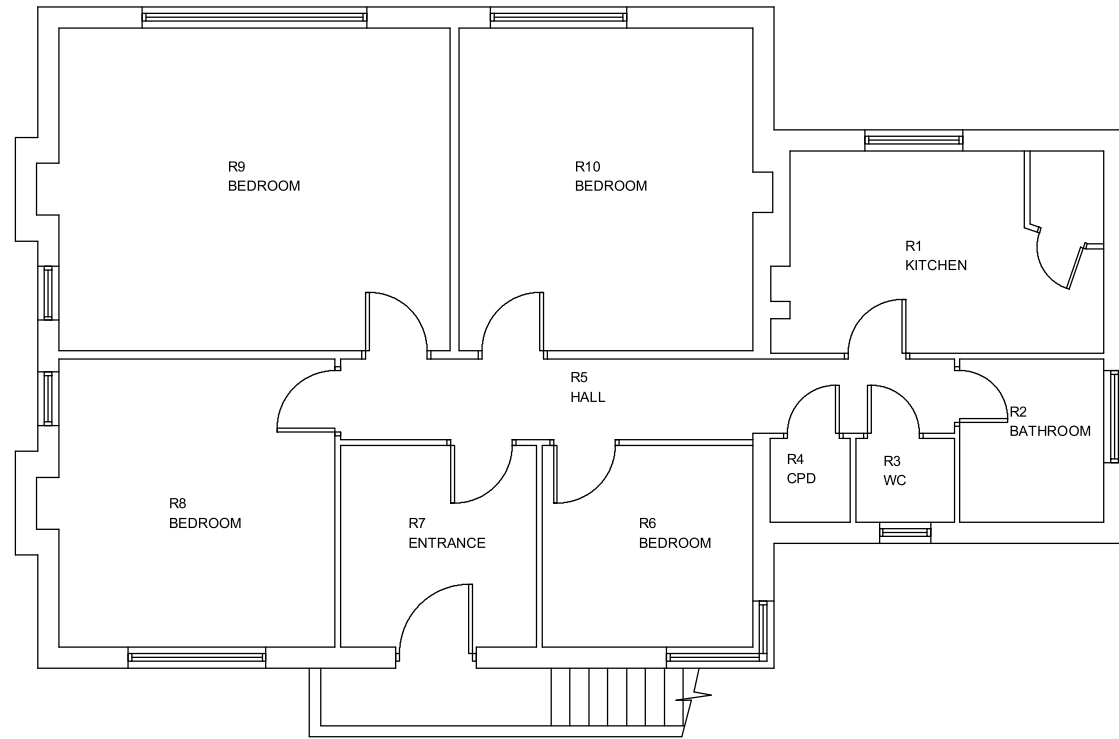 R9
BEDROOM
R10
BEDROOM
R1
KITCHEN
R5
HALL
R2
BATHROOM
R4
CPD
R3
WC
R8
BEDROOM
R7
ENTRANCE
R6
BEDROOM